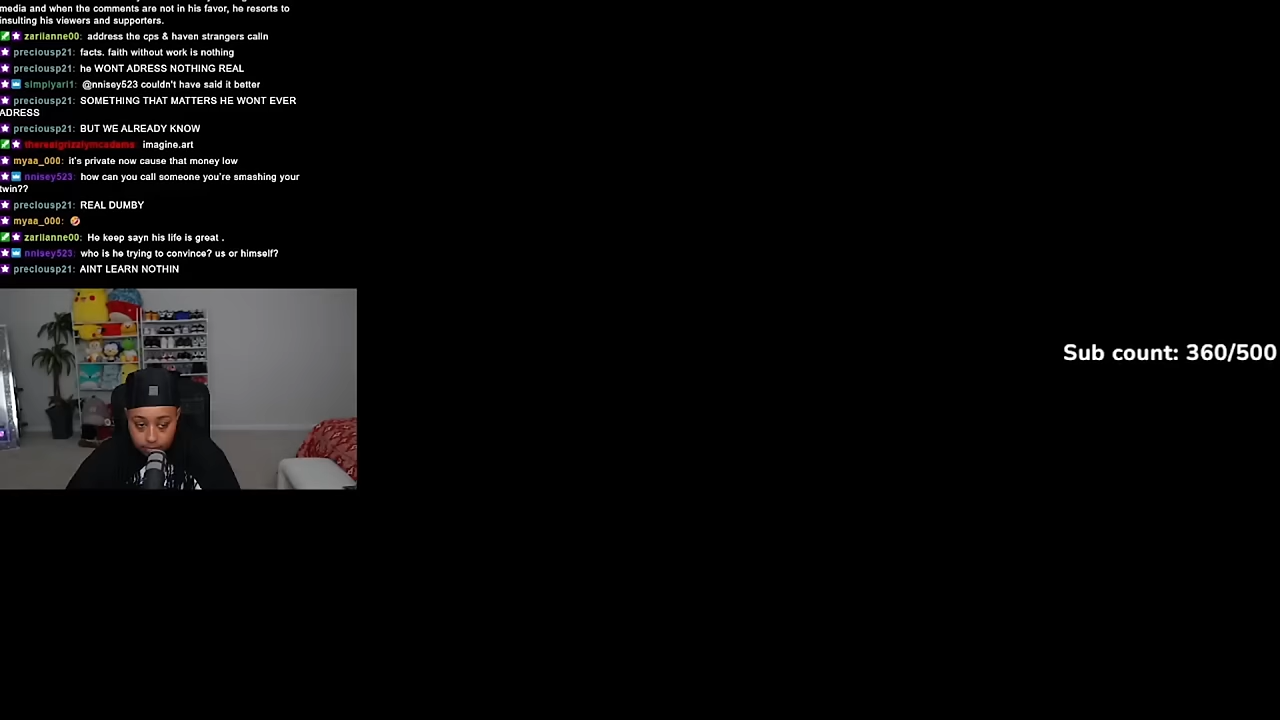 media and when the comments are not in his favor, he resorts to
insulting his viewers and supporters.
zarilanne00: address the cps & haven strangers calln
preciousp21: facts. faith without work is nothing
preciousp21: he WONT ADRESS NOTHING REAL
simplyari1: @nnisey523 couldn't have said it better
preciousp21: SOMETHING THAT MATTERS HE WONT EVER
ADRESS
preciousp21: BUT WE ALREADY KNOW
therealgrizzlymcadams imagine.art
myaa_000: it's private now cause that money low
nnisey523: how can you call someone you're smashing your
twin??
preciousp21: REAL DUMBY
myaa_000:
zarilanne00: He keep sayn his life is great .
nnisey523: who is he trying to convince? us or himself?
preciousp21: AINT LEARN NOTHIN
Sub count: 360/500